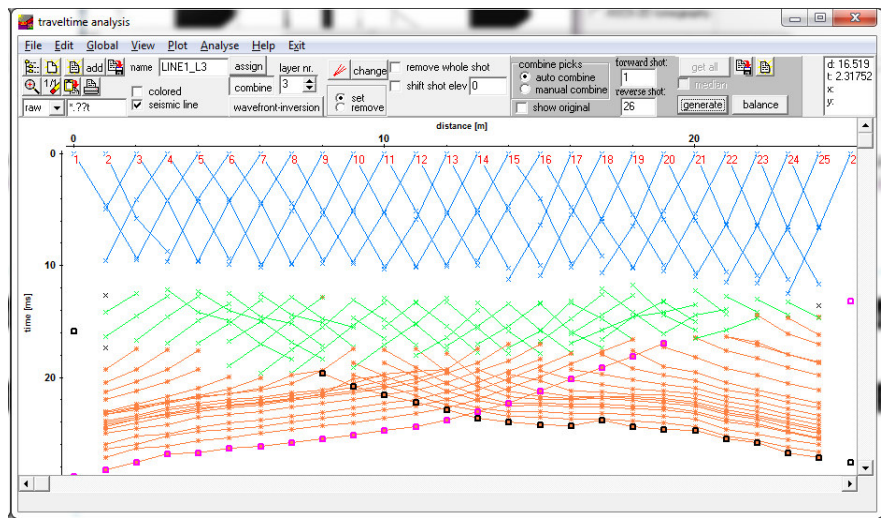 traveltime analysis
File Edit Global View Plot Analyse Help Exit
add name LINE1_L3 assign layer nr. change remove whole shot combine picks forward shot: get all d: 16.519
colored combine 3 shift shot elev 0 auto combine 1 median t: 2.31752
raw *.??t seismic line wavefront-inversion set manual combine reverse shot: x:
remove show original 26 generate balance y:
distance [m]
0 10 20
0
1 2 3 4 5 6 7 8 9 10 11 12 13 14 15 16 17 18 19 20 21 22 23 24 25 2
10
time [ms]
20